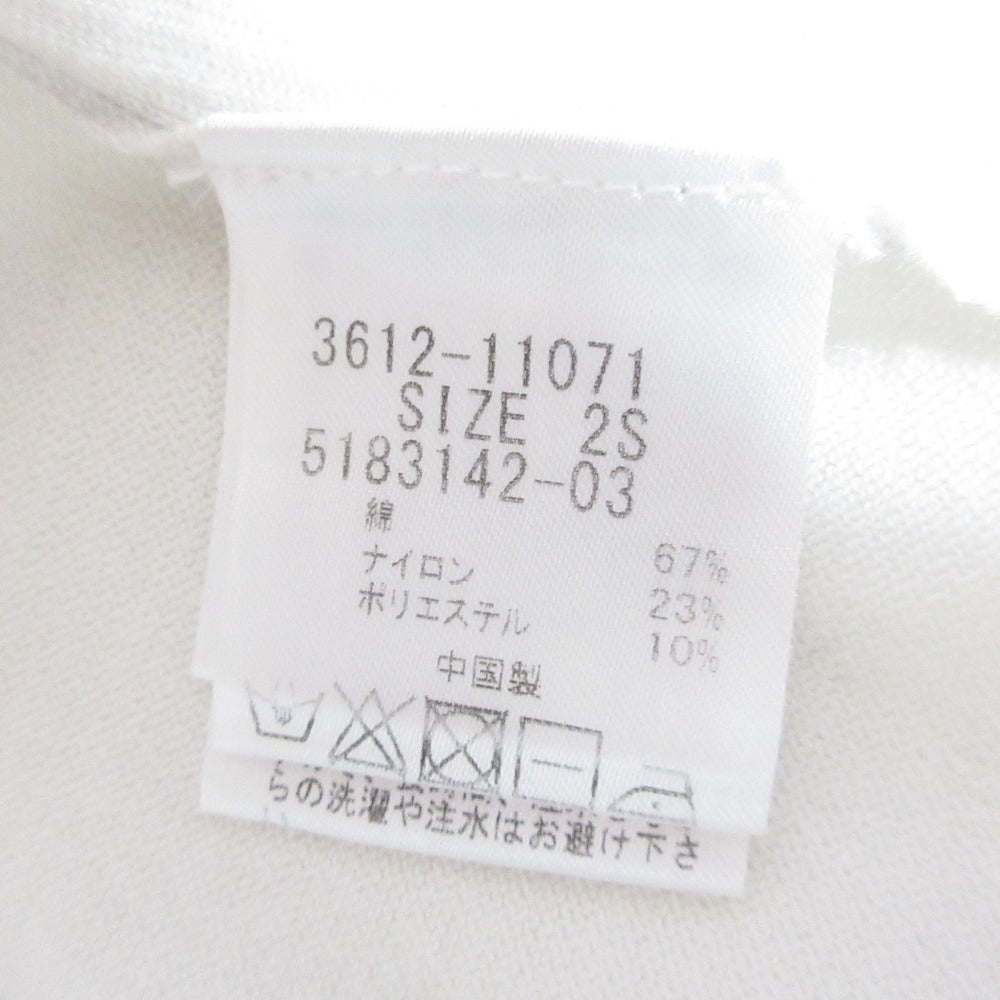 3612-11071
SIZE 2S
5183142-03
綿 67%
ナイロン 23%
ポリエステル 10%
中国製
らの洗濯や注水はお避け下さ